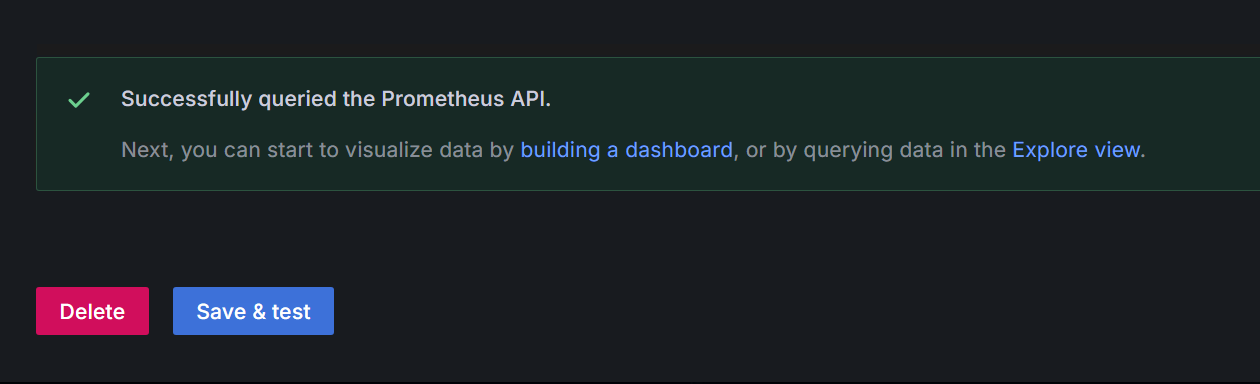 Successfully queried the Prometheus API.
Next, you can start to visualize data by building a dashboard, or by querying data in the Explore view.
Delete
Save & test